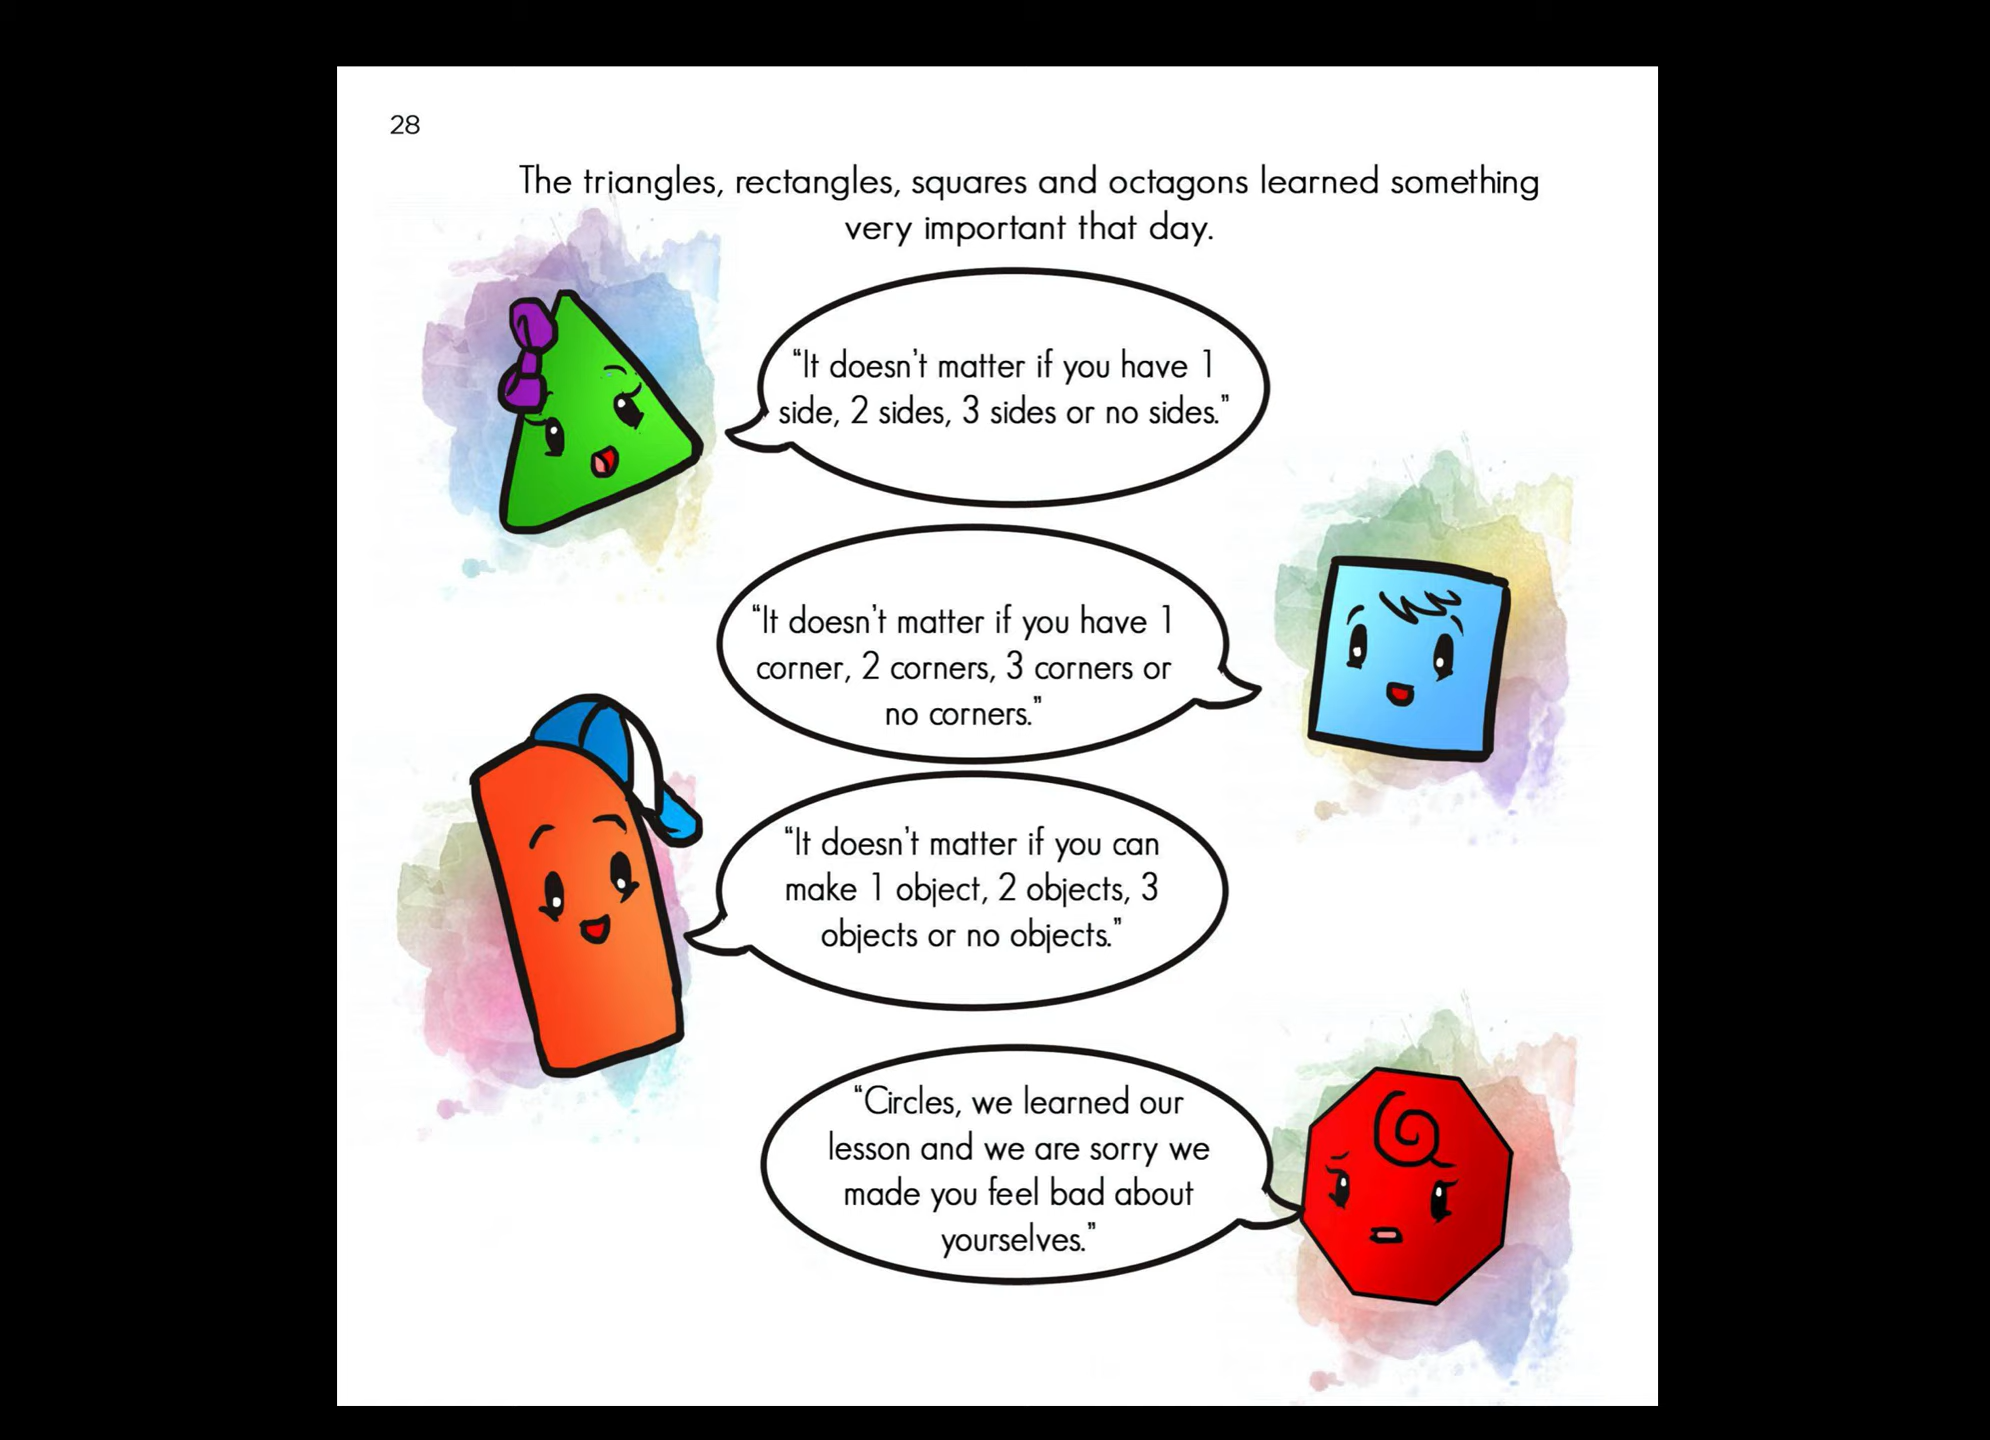 28
The triangles, rectangles, squares and octagons learned something
very important that day.
“It doesn’t matter if you have 1
side, 2 sides, 3 sides or no sides.”
“It doesn’t matter if you have 1
corner, 2 corners, 3 corners or
no corners.”
“It doesn’t matter if you can
make 1 object, 2 objects, 3
objects or no objects.”
“Circles, we learned our
lesson and we are sorry we
made you feel bad about
yourselves.”